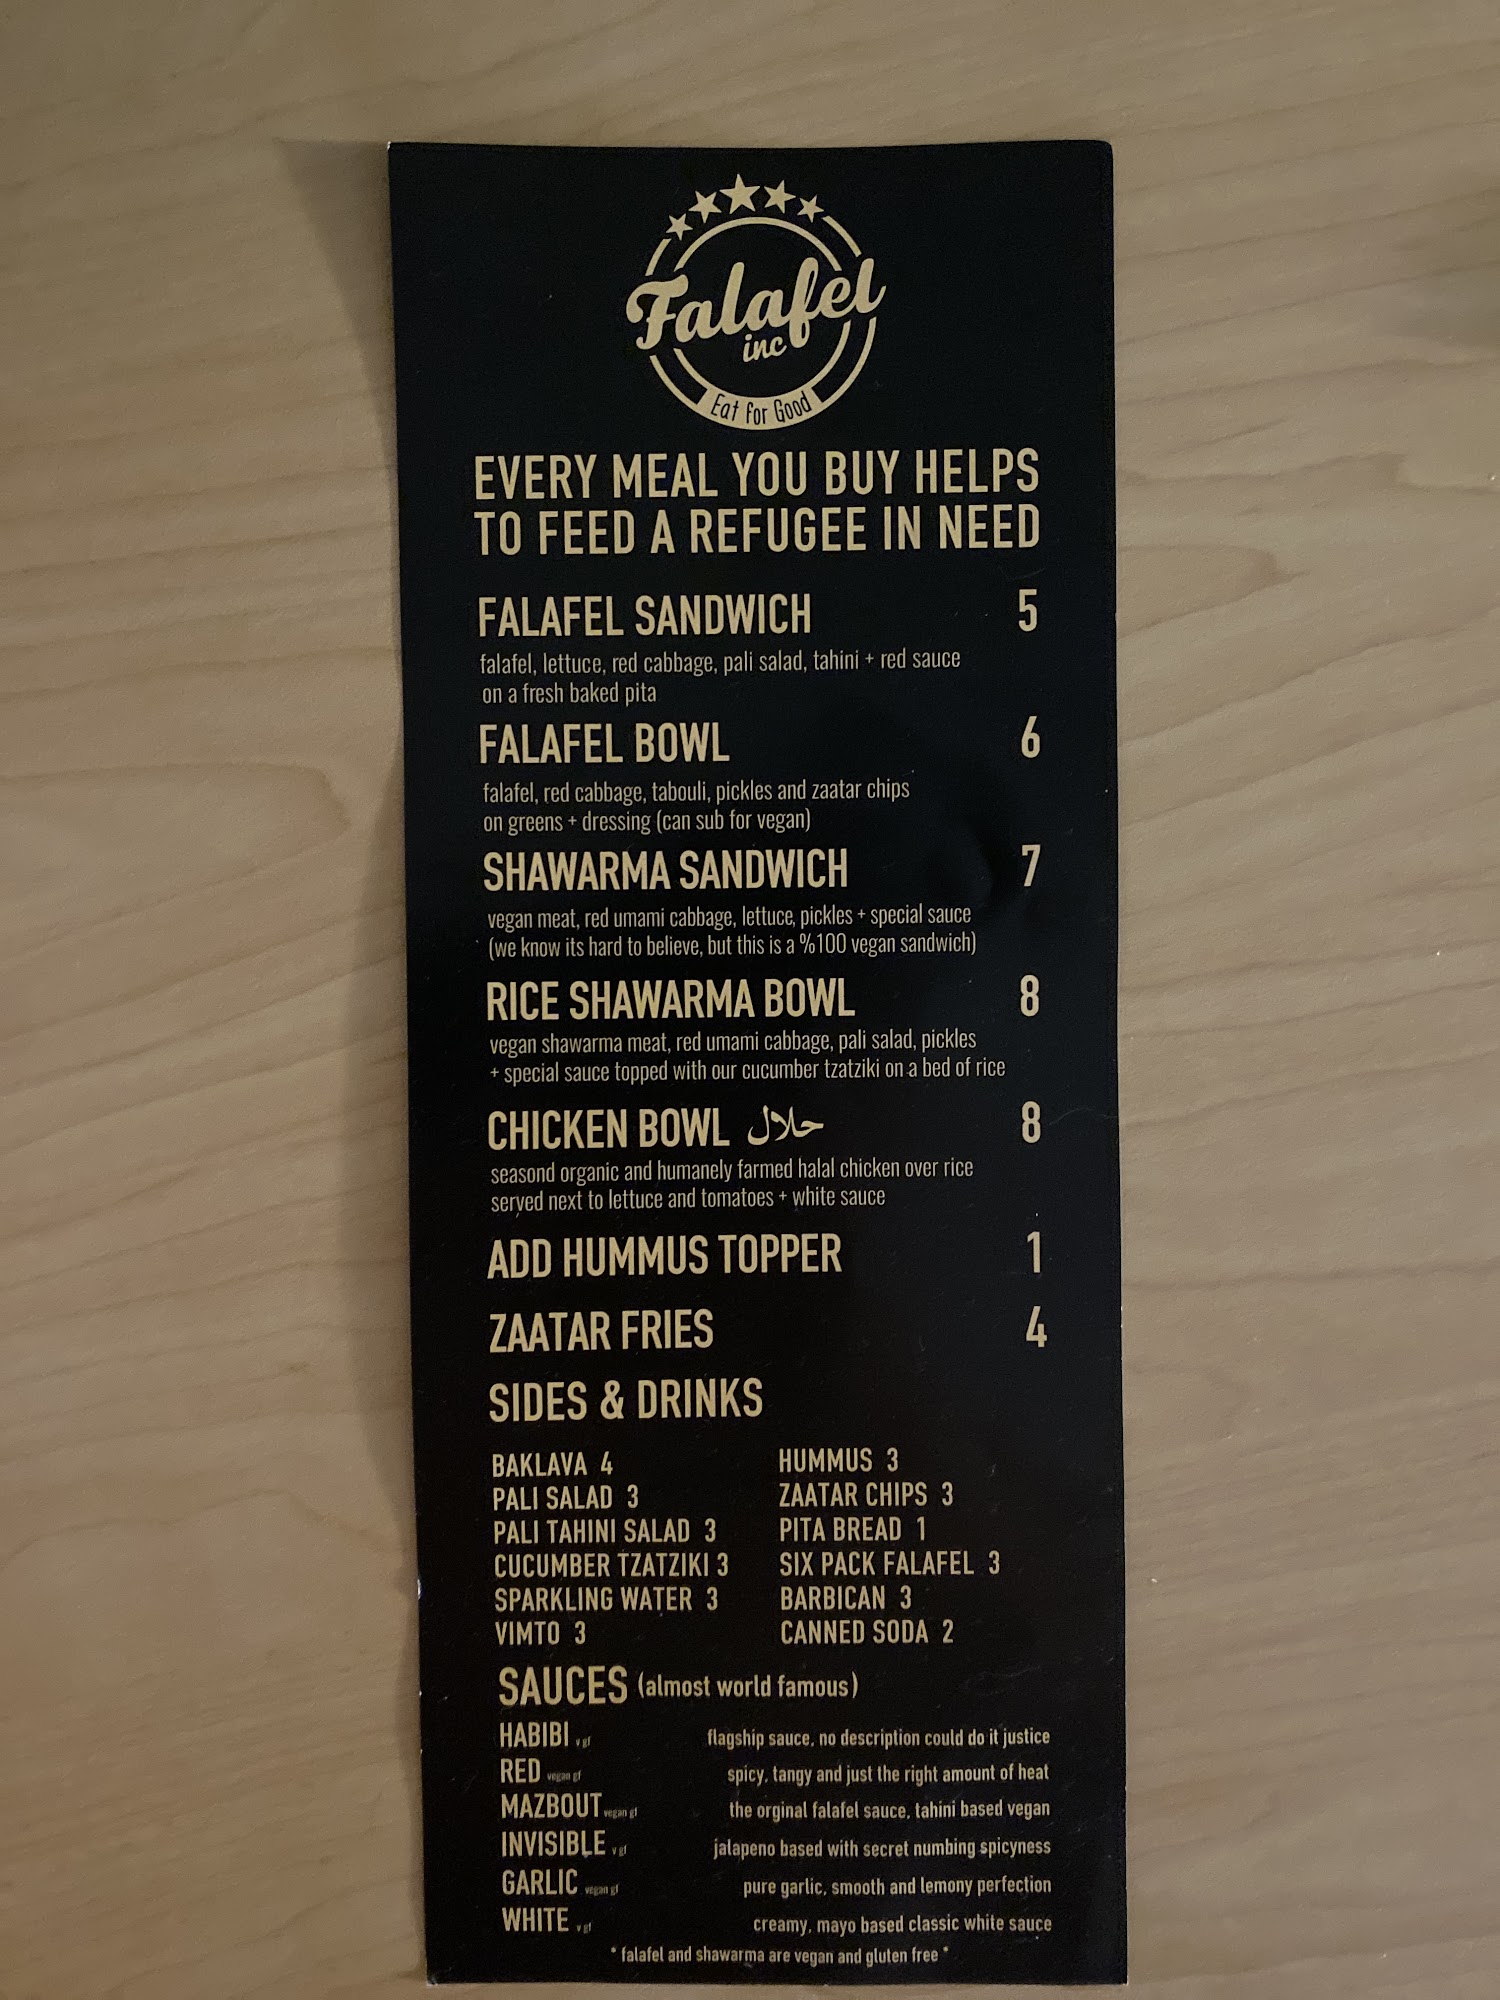 Falafel
inc
Eat for Good
EVERY MEAL YOU BUY HELPS
TO FEED A REFUGEE IN NEED
FALAFEL SANDWICH 5
falafel, lettuce, red cabbage, pali salad, tahini + red sauce
on a fresh baked pita
FALAFEL BOWL 6
falafel, red cabbage, tabouli, pickles and zaatar chips
on greens + dressing (can sub for vegan)
SHAWARMA SANDWICH 7
vegan meat, red umami cabbage, lettuce, pickles + special sauce
(we know its hard to believe, but this is a %100 vegan sandwich)
RICE SHAWARMA BOWL 8
vegan shawarma meat, red umami cabbage, pali salad, pickles
+ special sauce topped with our cucumber tzatziki on a bed of rice
CHICKEN BOWL حلال 8
seasond organic and humanely farmed halal chicken over rice
served next to lettuce and tomatoes + white sauce
ADD HUMMUS TOPPER 1
ZAATAR FRIES 4
SIDES & DRINKS
BAKLAVA 4 HUMMUS 3
PALI SALAD 3 ZAATAR CHIPS 3
PALI TAHINI SALAD 3 PITA BREAD 1
CUCUMBER TZATZIKI 3 SIX PACK FALAFEL 3
SPARKLING WATER 3 BARBICAN 3
VIMTO 3 CANNED SODA 2
SAUCES (almost world famous)
HABIBI v gf flagship sauce, no description could do it justice
RED vegan gf spicy, tangy and just the right amount of heat
MAZBOUT vegan gf the orginal falafel sauce, tahini based vegan
INVISIBLE v gf jalapeno based with secret numbing spicyness
GARLIC vegan gf pure garlic, smooth and lemony perfection
WHITE v gf creamy, mayo based classic white sauce
* falafel and shawarma are vegan and gluten free *